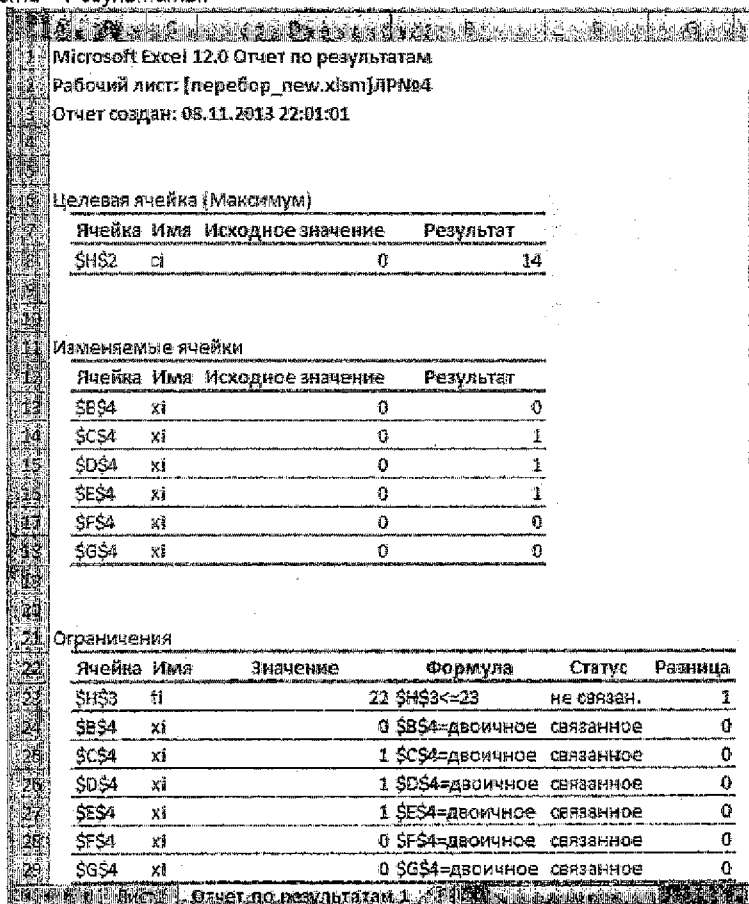 Microsoft Excel 12.0 Отчет по результатам
Рабочий лист: [перебор_new.xlsm]ЛР№4
Отчет создан: 08.11.2013 22:01:01
Целевая ячейка (Максимум)
Ячейка Имя Исходное значение Результат
$H$2 ci 0 14
Изменяемые ячейки
Ячейка Имя Исходное значение Результат
$B$4 xi 0 0
$C$4 xi 0 1
$D$4 xi 0 1
$E$4 xi 0 1
$F$4 xi 0 0
$G$4 xi 0 0
Ограничения
Ячейка Имя Значение Формула Статус Разница
$H$3 ti 22 $H$3<=23 не связан. 1
$B$4 xi 0 $B$4=двоичное связанное 0
$C$4 xi 1 $C$4=двоичное связанное 0
$D$4 xi 1 $D$4=двоичное связанное 0
$E$4 xi 1 $E$4=двоичное связанное 0
$F$4 xi 0 $F$4=двоичное связанное 0
$G$4 xi 0 $G$4=двоичное связанное 0
Отчет по результатам 1